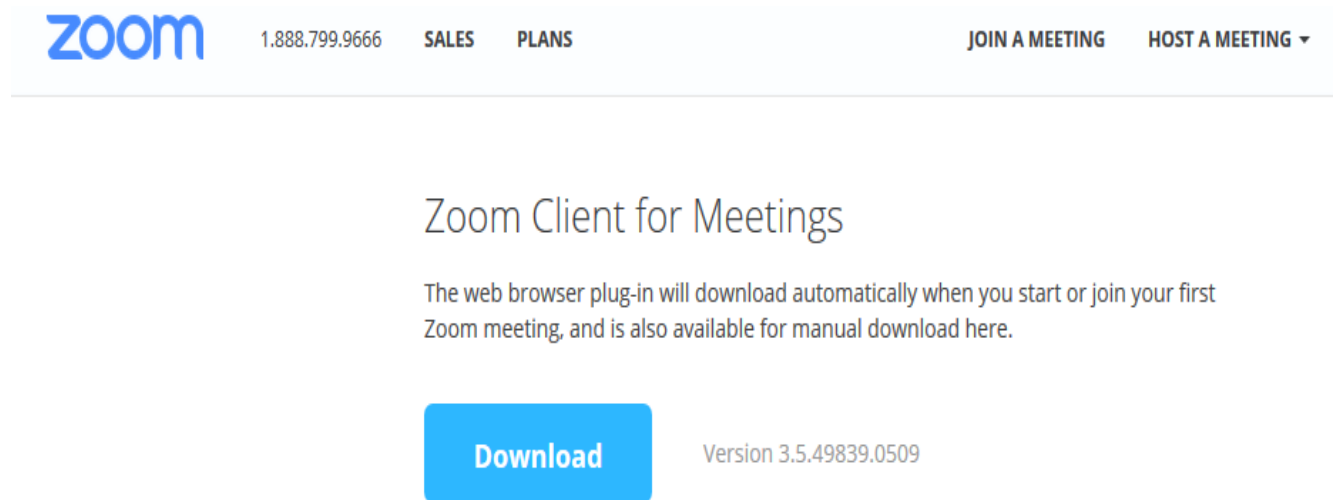 zoom 1.888.799.9666 SALES PLANS JOIN A MEETING HOST A MEETING
Zoom Client for Meetings
The web browser plug-in will download automatically when you start or join your first
Zoom meeting, and is also available for manual download here.
Download Version 3.5.49839.0509